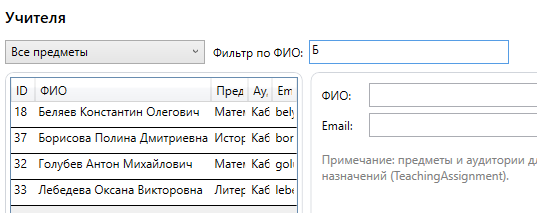 Учителя
Все предметы Фильтр по ФИО: Б
ID ФИО Пред Ау, Em
18 Беляев Константин Олегович Матем Каб bely
37 Борисова Полина Дмитриевна Истор Каб bor
32 Голубев Антон Михайлович Матем Каб golu
33 Лебедева Оксана Викторовна Литер Каб lebe
ФИО:
Email:
Примечание: предметы и аудитории дл
назначений (TeachingAssignment).